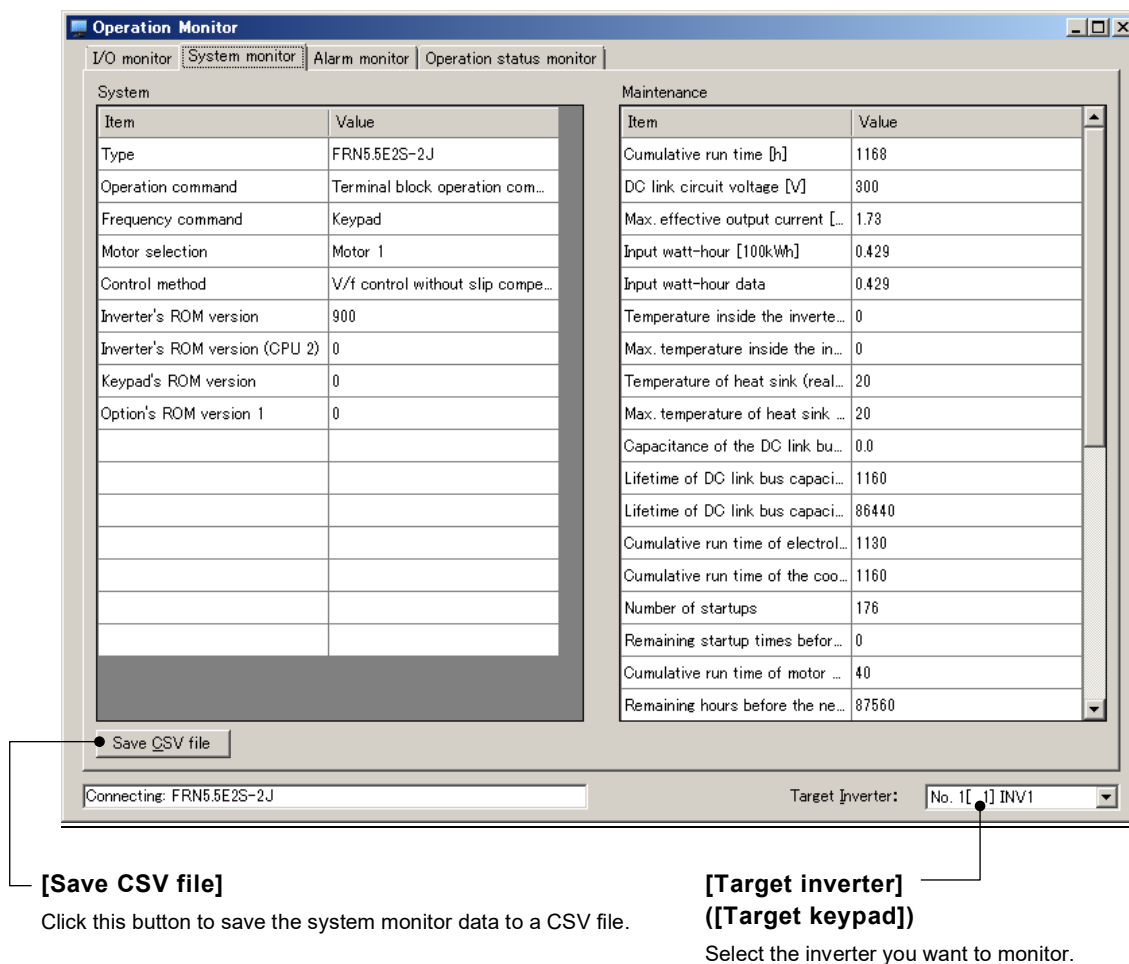 Operation Monitor
I/O monitor System monitor Alarm monitor Operation status monitor
System
Item Value
Type FRN5.5E2S-2J
Operation command Terminal block operation com...
Frequency command Keypad
Motor selection Motor 1
Control method V/f control without slip compe...
Inverter's ROM version 900
Inverter's ROM version (CPU 2) 0
Keypad's ROM version 0
Option's ROM version 1 0
Maintenance
Item Value
Cumulative run time [h] 1168
DC link circuit voltage [V] 300
Max. effective output current [... 1.73
Input watt-hour [100kWh] 0.429
Input watt-hour data 0.429
Temperature inside the inverte... 0
Max. temperature inside the in... 0
Temperature of heat sink (real... 20
Max. temperature of heat sink ... 20
Capacitance of the DC link bu... 0.0
Lifetime of DC link bus capaci... 1160
Lifetime of DC link bus capaci... 86440
Cumulative run time of electrol... 1130
Cumulative run time of the coo... 1160
Number of startups 176
Remaining startup times befor... 0
Cumulative run time of motor ... 40
Remaining hours before the ne... 87560
Save CSV file
Connecting: FRN5.5E2S-2J
Target Inverter: No. 1[ 1] INV1
[Save CSV file]
Click this button to save the system monitor data to a CSV file.
[Target inverter]
([Target keypad])
Select the inverter you want to monitor.